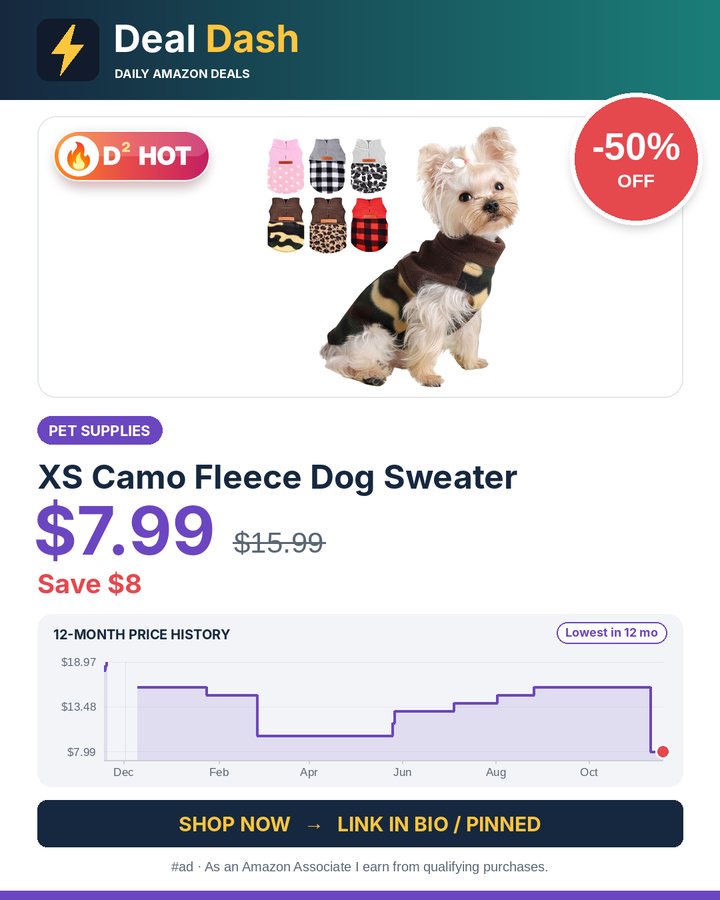 Deal Dash
DAILY AMAZON DEALS
D² HOT
-50%
OFF
PET SUPPLIES
XS Camo Fleece Dog Sweater
$7.99 $15.99
Save $8
12-MONTH PRICE HISTORY
Lowest in 12 mo
$18.97
$13.48
$7.99
Dec Feb Apr Jun Aug Oct
SHOP NOW → LINK IN BIO / PINNED
#ad · As an Amazon Associate I earn from qualifying purchases.